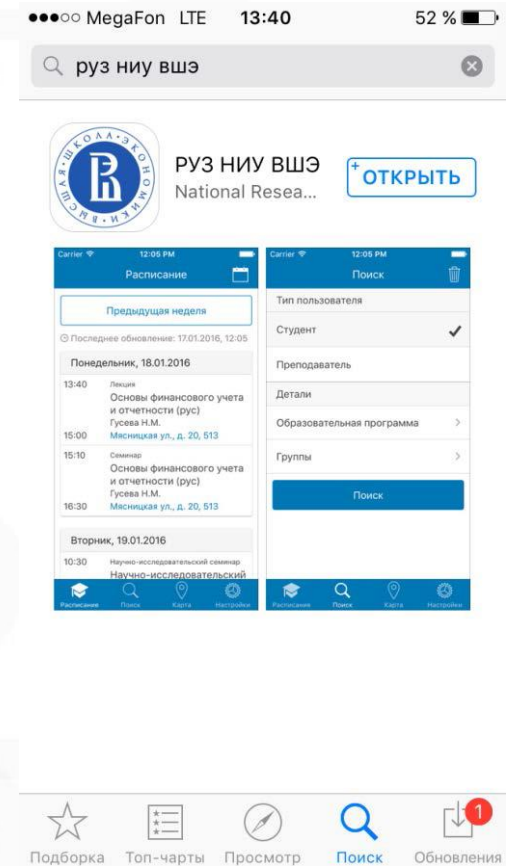 MegaFon LTE 13:40 52 %
руз ниу вшэ
ВЫСШАЯ · ШКОЛА · ЭКОНОМИКИ · НИУ
РУЗ НИУ ВШЭ
National Resea...
+ОТКРЫТЬ
Carrier 12:05 PM
Расписание
Предыдущая неделя
Последнее обновление: 17.01.2016, 12:05
Понедельник, 18.01.2016
13:40 Лекция
Основы финансового учета
и отчетности (рус)
Гусева Н.М.
15:00 Мясницкая ул., д. 20, 513
15:10 Семинар
Основы финансового учета
и отчетности (рус)
Гусева Н.М.
16:30 Мясницкая ул., д. 20, 513
Вторник, 19.01.2016
10:30 Научно-исследовательский семинар
Научно-исследовательский
Расписание Поиск Карта Настройки
Carrier 12:05 PM
Поиск
Тип пользователя
Студент
Преподаватель
Детали
Образовательная программа
Группы
Поиск
Расписание Поиск Карта Настройки
1
Подборка Топ-чарты Просмотр Поиск Обновления